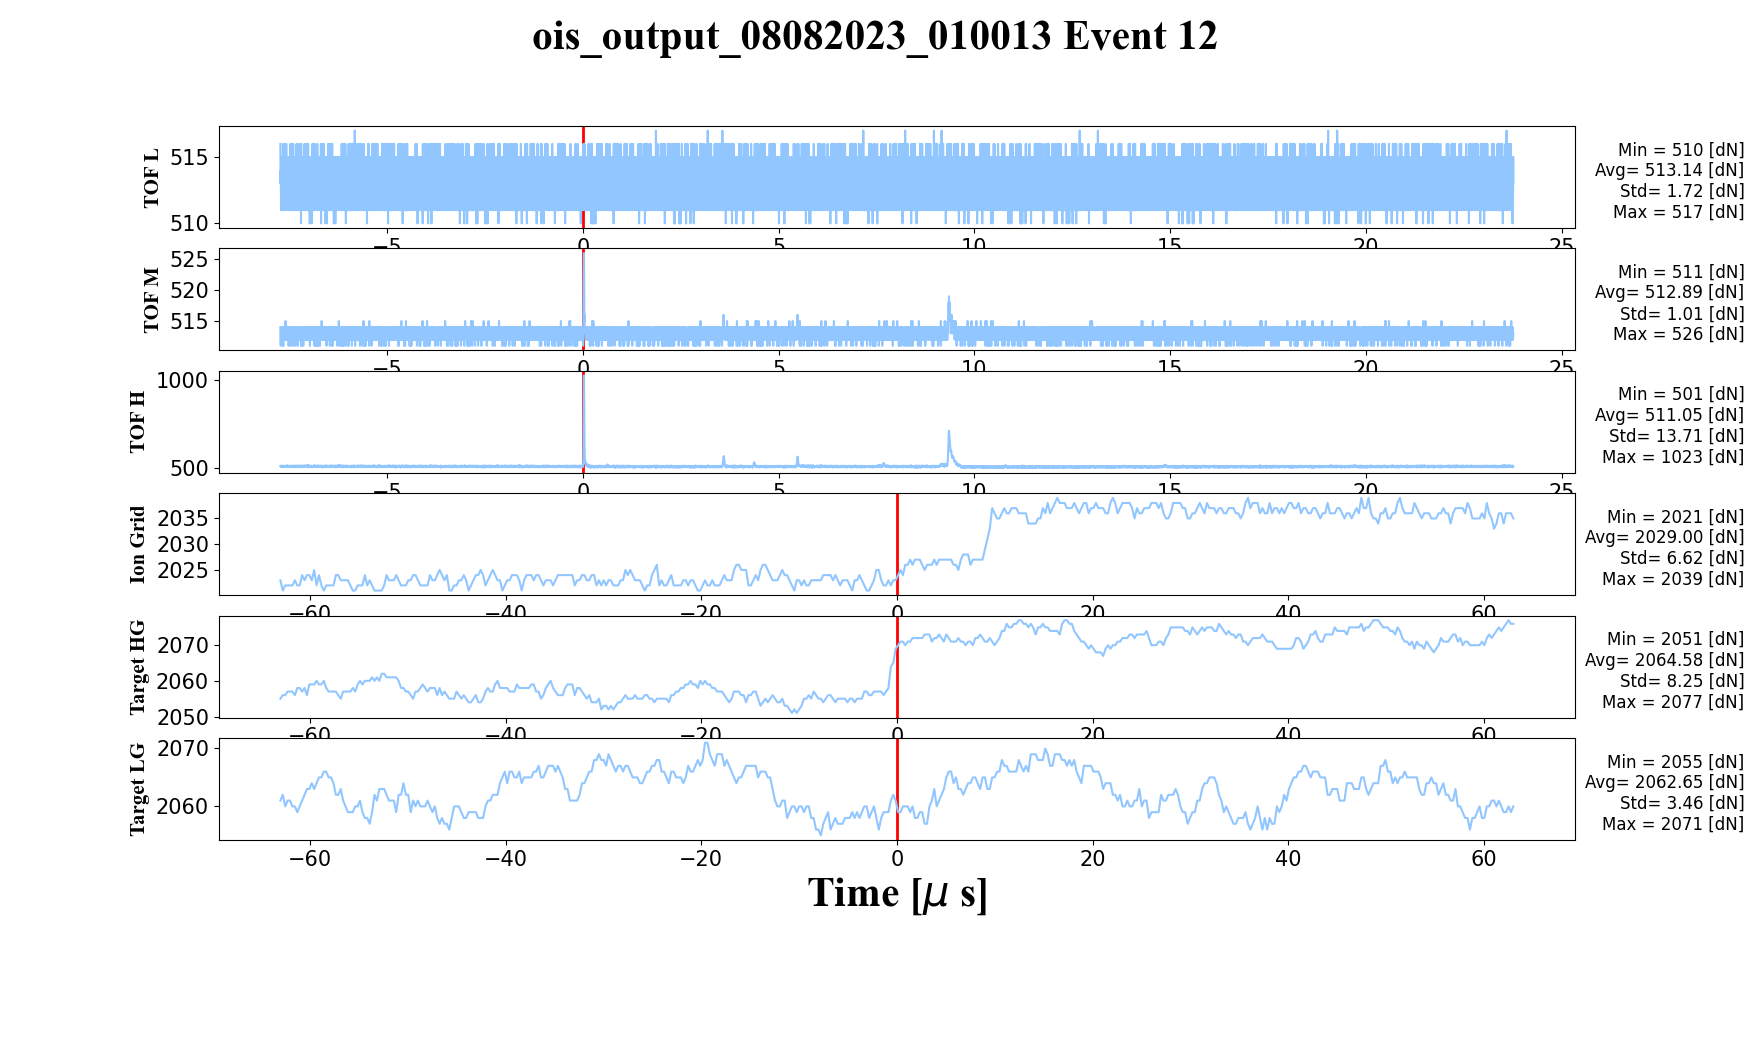 ois_output_08082023_010013 Event 12
TOF L
515
510
Min = 510 [dN]
Avg= 513.14 [dN]
Std= 1.72 [dN]
Max = 517 [dN]
−5 0 5 10 15 20 25
TOF M
525
520
515
Min = 511 [dN]
Avg= 512.89 [dN]
Std= 1.01 [dN]
Max = 526 [dN]
−5 0 5 10 15 20 25
TOF H
1000
500
Min = 501 [dN]
Avg= 511.05 [dN]
Std= 13.71 [dN]
Max = 1023 [dN]
−5 0 5 10 15 20 25
Ion Grid
2035
2030
2025
Min = 2021 [dN]
Avg= 2029.00 [dN]
Std= 6.62 [dN]
Max = 2039 [dN]
−60 −40 −20 0 20 40 60
Target HG
2070
2060
2050
Min = 2051 [dN]
Avg= 2064.58 [dN]
Std= 8.25 [dN]
Max = 2077 [dN]
−60 −40 −20 0 20 40 60
Target LG
2070
2060
Min = 2055 [dN]
Avg= 2062.65 [dN]
Std= 3.46 [dN]
Max = 2071 [dN]
−60 −40 −20 0 20 40 60
Time [μ s]